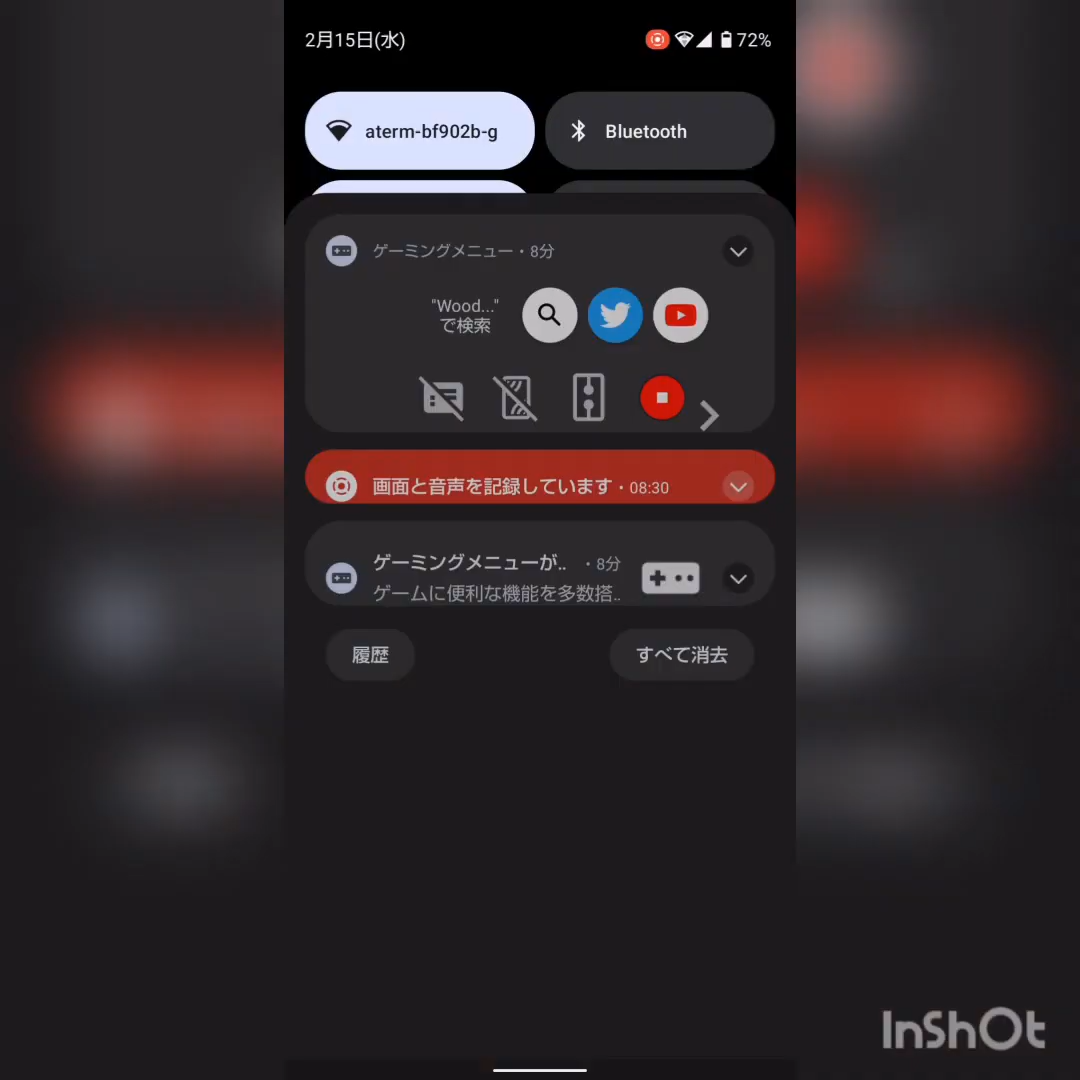 2月15日(水)
72%
aterm-bf902b-g
Bluetooth
ゲーミングメニュー・8分
"Wood..."
で検索
画面と音声を記録しています・08:30
ゲーミングメニューが.. ・8分
ゲームに便利な機能を多数搭..
履歴
すべて消去
InShOt